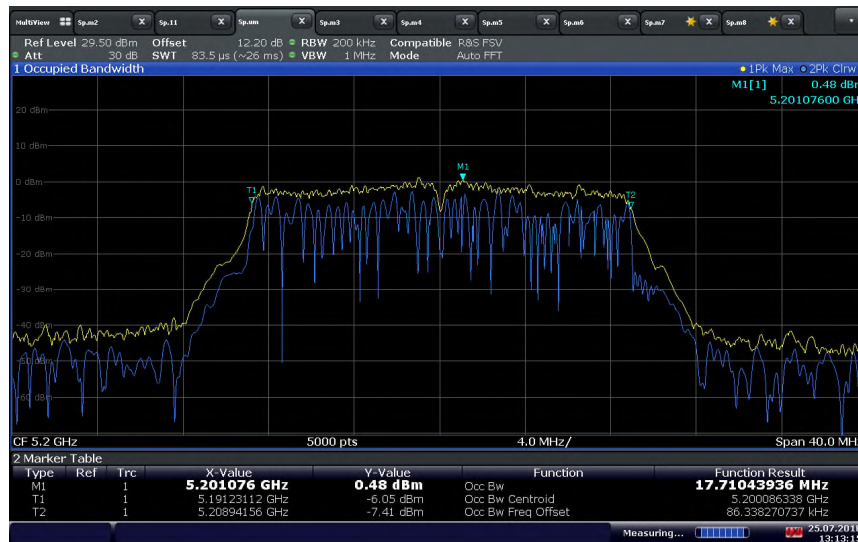 MultiView Sp.m2 X Sp.11 X Sp.um X Sp.m3 X Sp.m4 X Sp.m5 X Sp.m6 X Sp.m7 X Sp.m8 X
Ref Level 29.50 dBm Offset 12.20 dB RBW 200 kHz Compatible R&S FSV
Att 30 dB SWT 83.5 µs (~26 ms) VBW 1 MHz Mode Auto FFT
1 Occupied Bandwidth 1Pk Max 2Pk Clrw
M1[1] 0.48 dBm
5.20107600 GH
20 dBm
10 dBm
M1
0 dBm
T1
T2
-10 dBm
-20 dBm
-30 dBm
-40 dBm
-60 dBm
CF 5.2 GHz 5000 pts 4.0 MHz/ Span 40.0 MH
2 Marker Table
Type Ref Trc X-Value Y-Value Function Function Result
M1 1 5.201076 GHz 0.48 dBm Occ Bw 17.71043936 MHz
T1 1 5.19123112 GHz -6.05 dBm Occ Bw Centroid 5.200086338 GHz
T2 1 5.20894156 GHz -7.41 dBm Occ Bw Freq Offset 86.338270737 kHz
Measuring... 25.07.2018
13:13:15